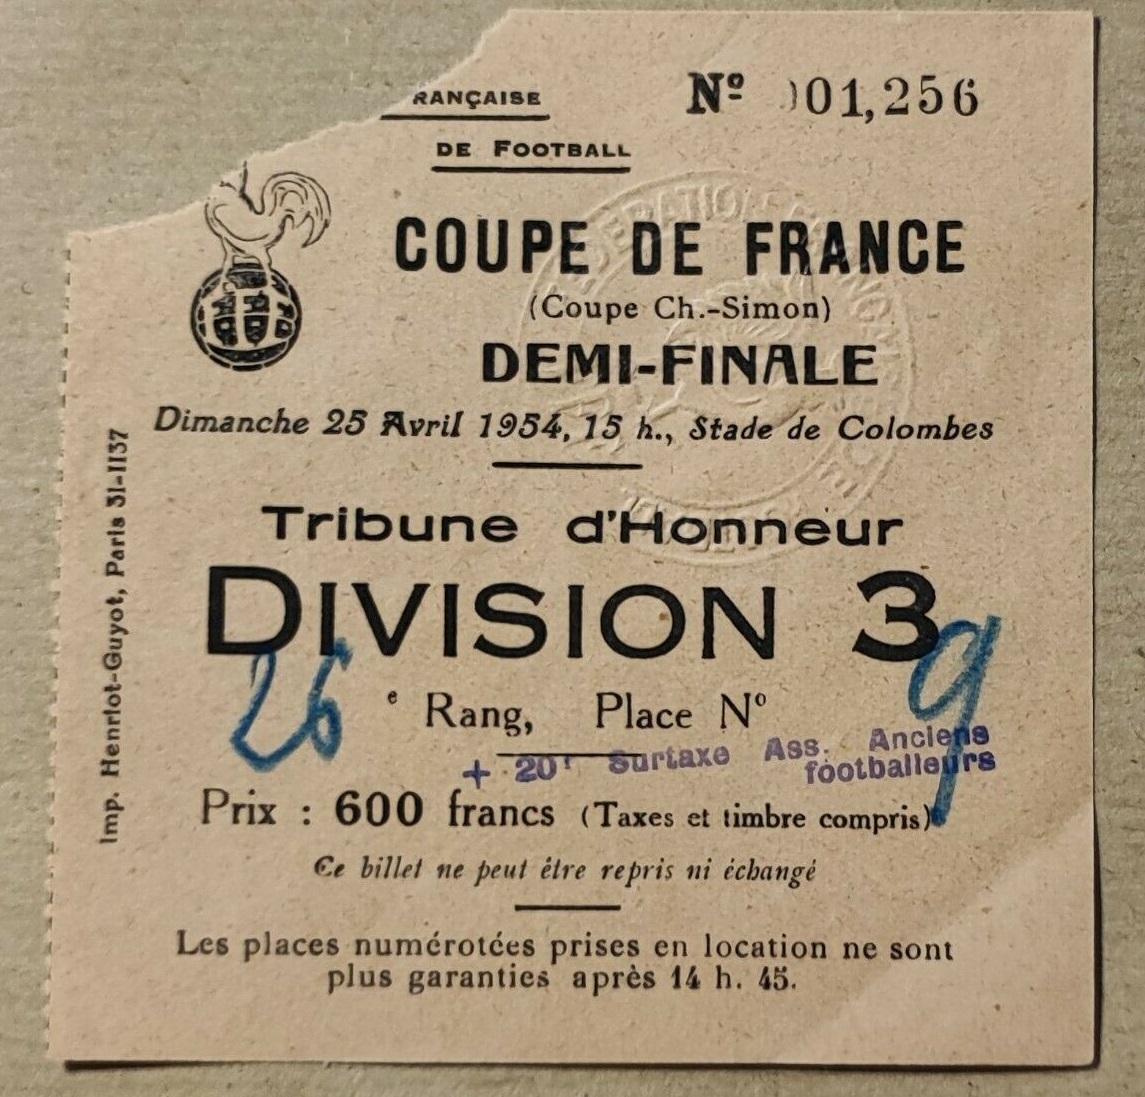 RANÇAISE
DE FOOTBALL
Nº 001,256
COUPE DE FRANCE
(Coupe Ch.-Simon)
DEMI-FINALE
Dimanche 25 Avril 1954, 15 h., Stade de Colombes
Tribune d'Honneur
DIVISION 3
26 e Rang, Place Nº 9
+ 20f Surtaxe Ass. Anciens
footballeurs
Prix : 600 francs (Taxes et timbre compris)
Ce billet ne peut être repris ni échangé
Les places numérotées prises en location ne sont
plus garanties après 14 h. 45.
Imp. Henriot-Guyot, Paris 31-1137